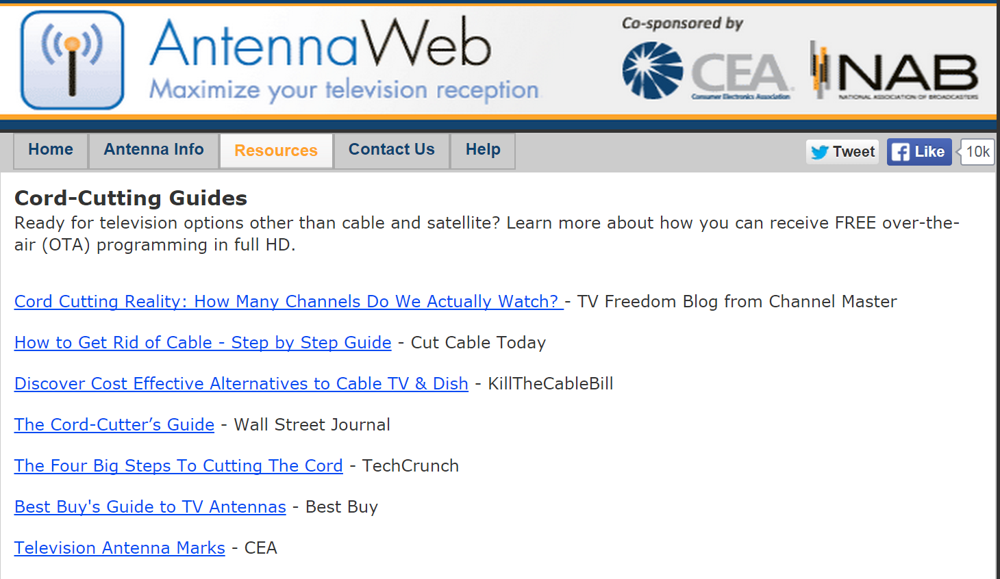 AntennaWeb
Maximize your television reception
Co-sponsored by
CEA
Consumer Electronics Association
NAB
NATIONAL ASSOCIATION OF BROADCASTERS
Home Antenna Info Resources Contact Us Help Tweet Like 10k
Cord-Cutting Guides
Ready for television options other than cable and satellite? Learn more about how you can receive FREE over-the-
air (OTA) programming in full HD.
Cord Cutting Reality: How Many Channels Do We Actually Watch? - TV Freedom Blog from Channel Master
How to Get Rid of Cable - Step by Step Guide - Cut Cable Today
Discover Cost Effective Alternatives to Cable TV & Dish - KillTheCableBill
The Cord-Cutter’s Guide - Wall Street Journal
The Four Big Steps To Cutting The Cord - TechCrunch
Best Buy's Guide to TV Antennas - Best Buy
Television Antenna Marks - CEA